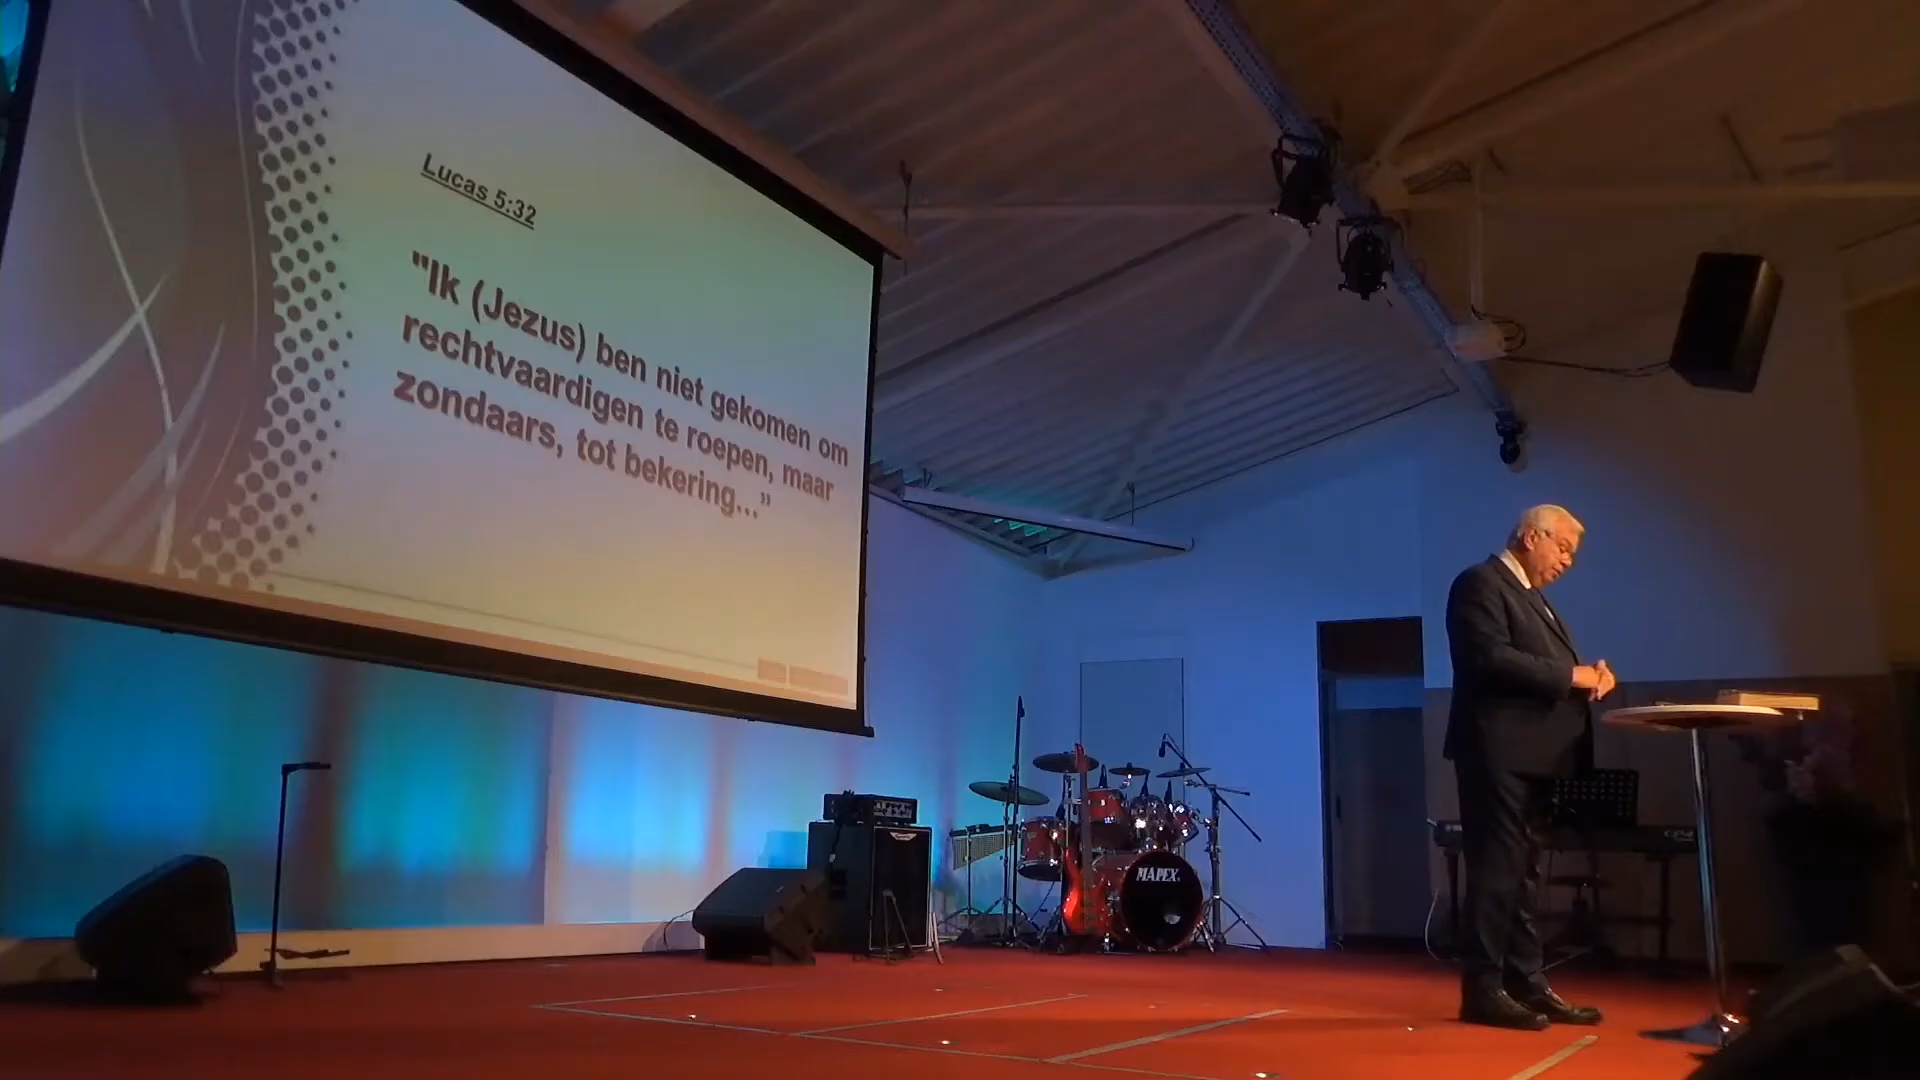 Lucas 5:32
"Ik (Jezus) ben niet gekomen om
rechtvaardigen te roepen, maar
zondaars, tot bekering..."
MAPEX